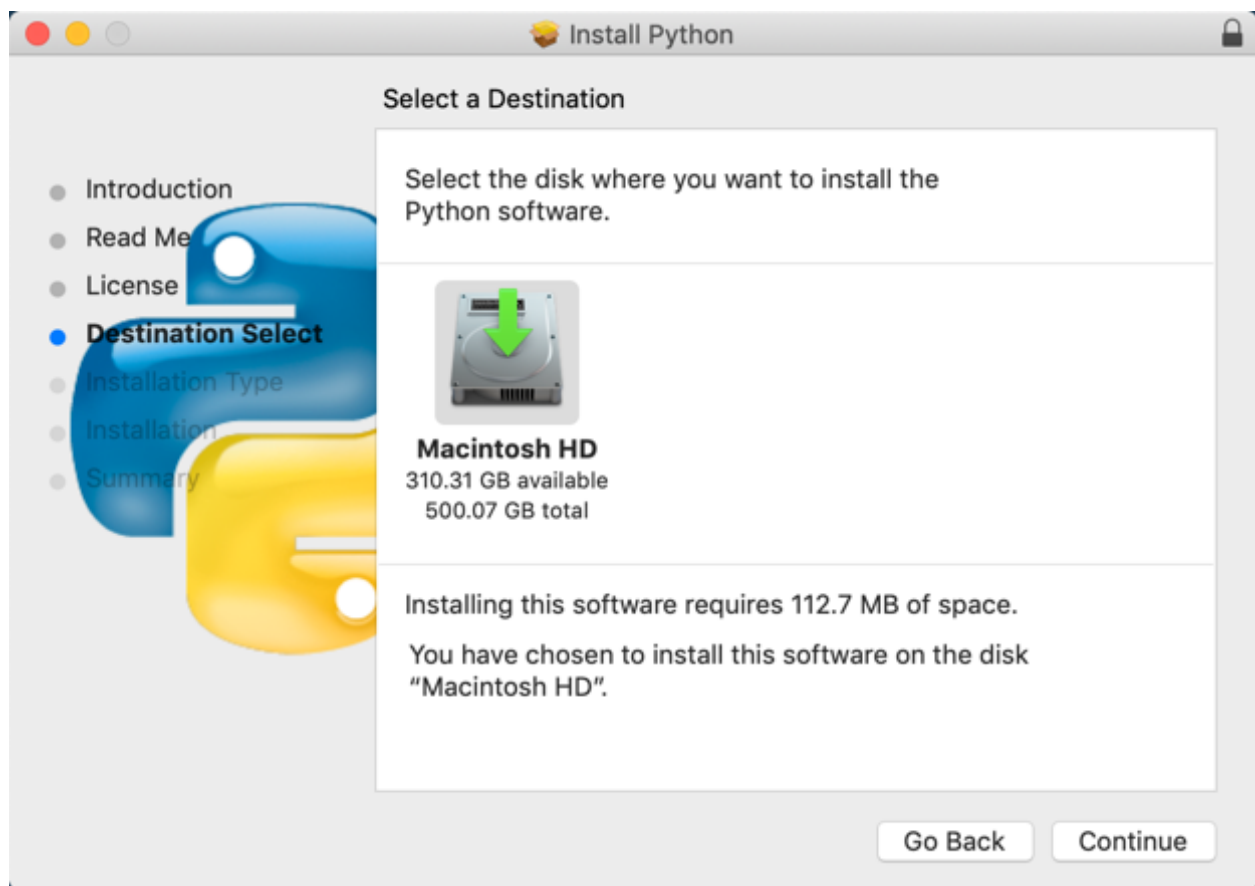 Install Python
Select a Destination
Introduction
Read Me
License
Destination Select
Installation Type
Installation
Summary
Select the disk where you want to install the
Python software.
Macintosh HD
310.31 GB available
500.07 GB total
Installing this software requires 112.7 MB of space.
You have chosen to install this software on the disk
“Macintosh HD”.
Go Back
Continue